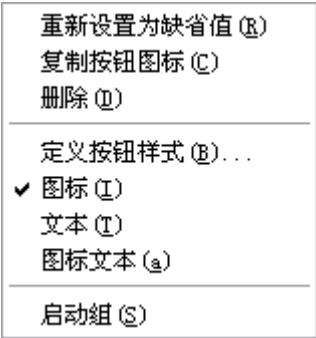 重新设置为缺省值(R)
复制按钮图标(C)
删除(D)
定义按钮样式(B)...
图标(I)
文本(T)
图标文本(a)
启动组(S)